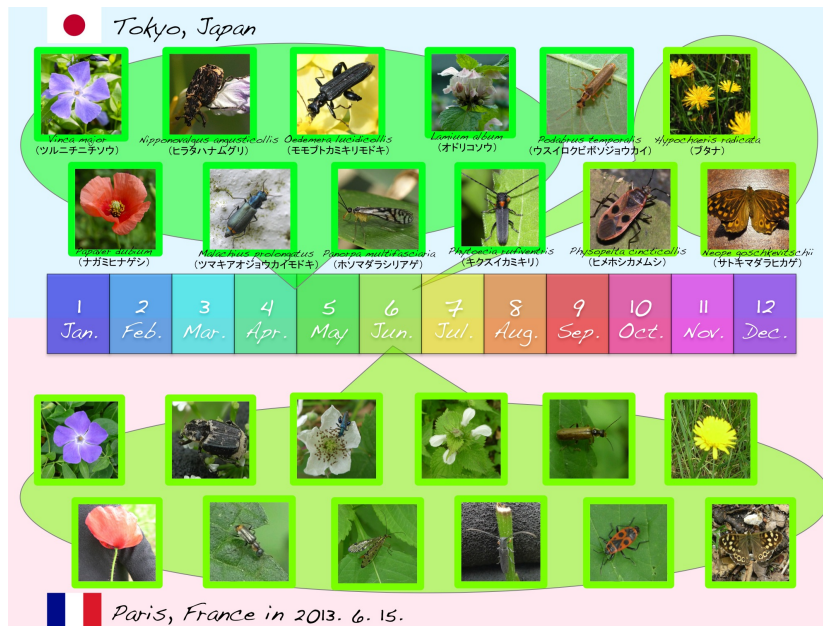 Tokyo, Japan
Vinca major
(ツルニチニチソウ)
Nipponovalgus angusticollis
(ヒラタハナムグリ)
Oedemera lucidicollis
(モモブトカミキリモドキ)
Lamium album
(オドリコソウ)
Podabrus temporalis
(ウスイロクビボソジョウカイ)
Hypochaeris radicata
(ブタナ)
Papaver dubium
(ナガミヒナゲシ)
Malachius prolongatus
(ツマキアオジョウカイモドキ)
Panorpa multifasciaria
(ホソマダラシリアゲ)
Phytoecia rufiventris
(キクスイカミキリ)
Physopelta cincticollis
(ヒメホシカメムシ)
Neope goschkevitschii
(サトキマダラヒカゲ)
1 2 3 4 5 6 7 8 9 10 11 12
Jan. Feb. Mar. Apr. May Jun. Jul. Aug. Sep. Oct. Nov. Dec.
Paris, France in 2013. 6. 15.